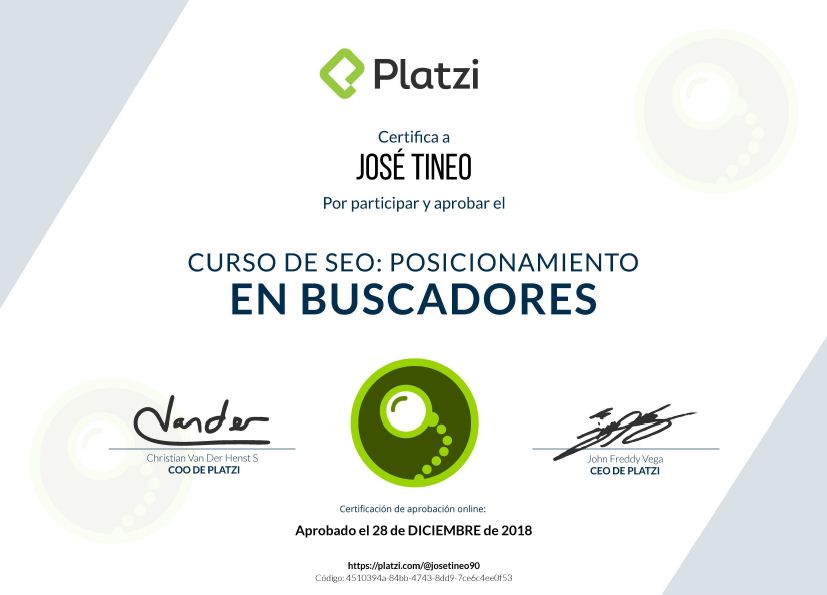 Platzi
Certifica a
JOSÉ TINEO
Por participar y aprobar el
CURSO DE SEO: POSICIONAMIENTO
EN BUSCADORES
Vander
Christian Van Der Henst S
COO DE PLATZI
John Freddy Vega
CEO DE PLATZI
Certificación de aprobación online:
Aprobado el 28 de DICIEMBRE de 2018
https://platzi.com/@josetineo90
Código: 4510394a-84bb-4743-8dd9-7ce6c4ee0f53